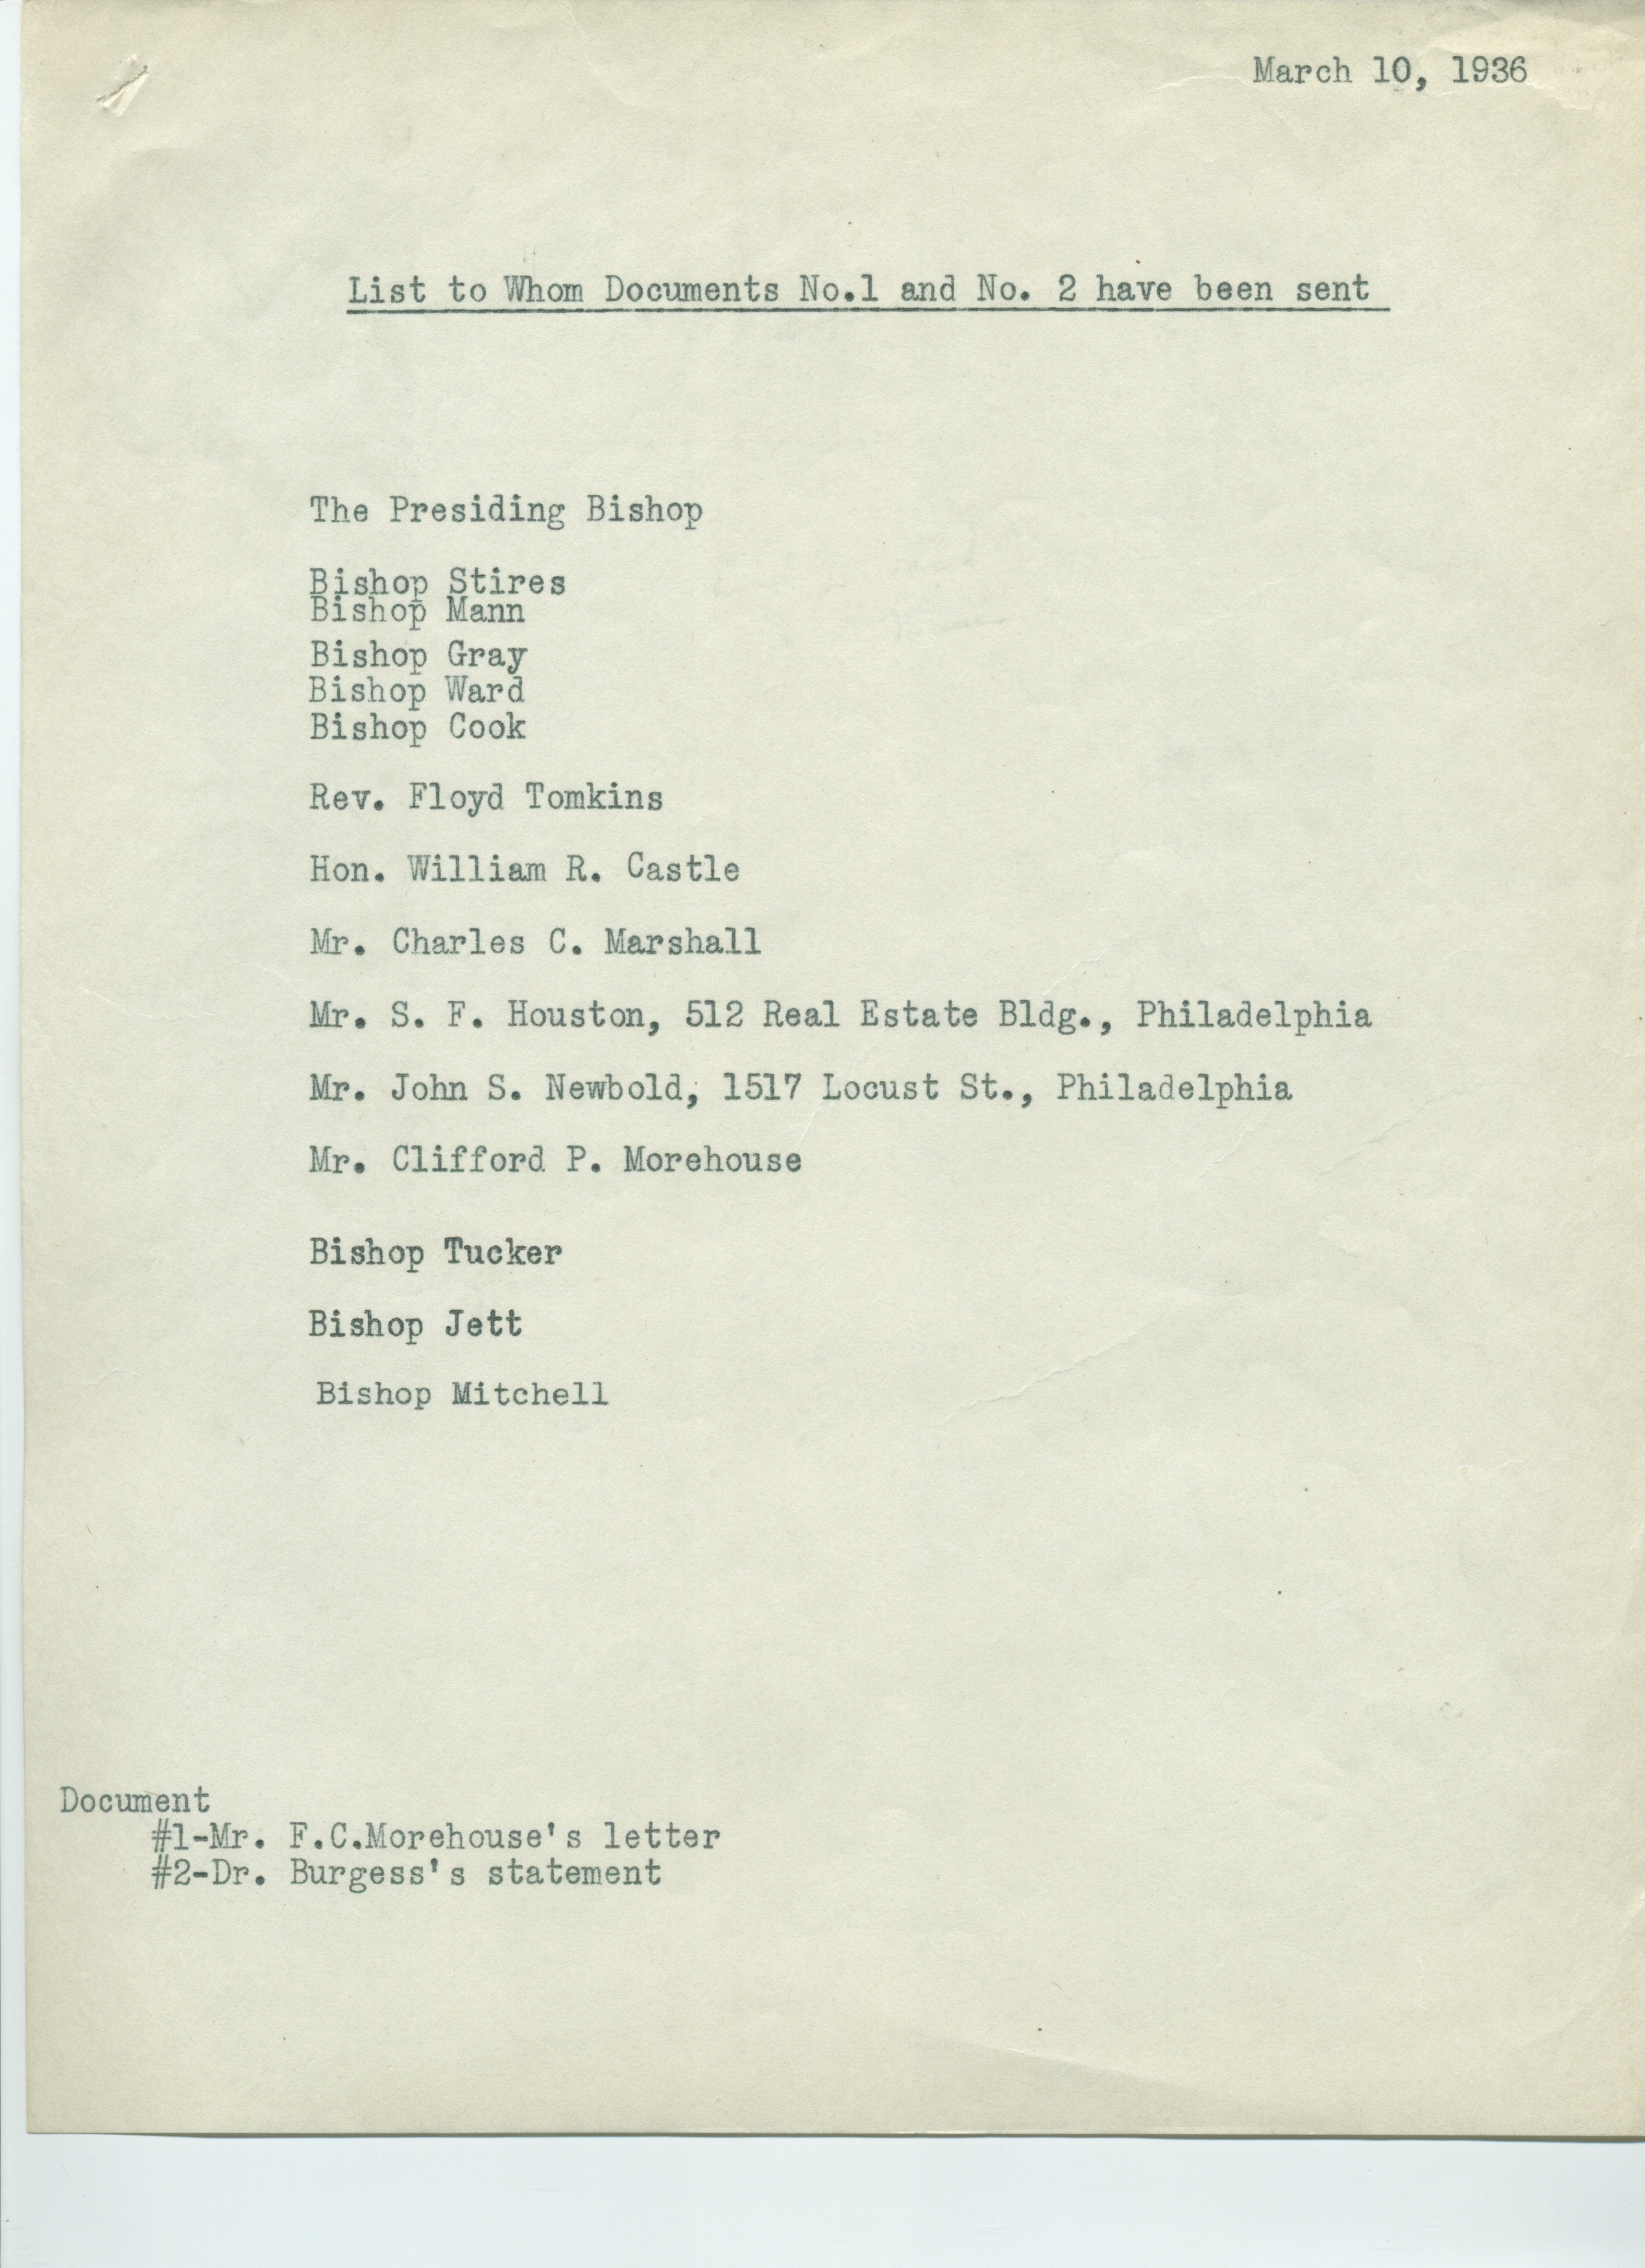 March 10, 1936
List to Whom Documents No.1 and No. 2 have been sent
The Presiding Bishop
Bishop Stires
Bishop Mann
Bishop Gray
Bishop Ward
Bishop Cook
Rev. Floyd Tomkins
Hon. William R. Castle
Mr. Charles C. Marshall
Mr. S. F. Houston, 512 Real Estate Bldg., Philadelphia
Mr. John S. Newbold, 1517 Locust St., Philadelphia
Mr. Clifford P. Morehouse
Bishop Tucker
Bishop Jett
Bishop Mitchell
Document
#1-Mr. F.C.Morehouse's letter
#2-Dr. Burgess's statement